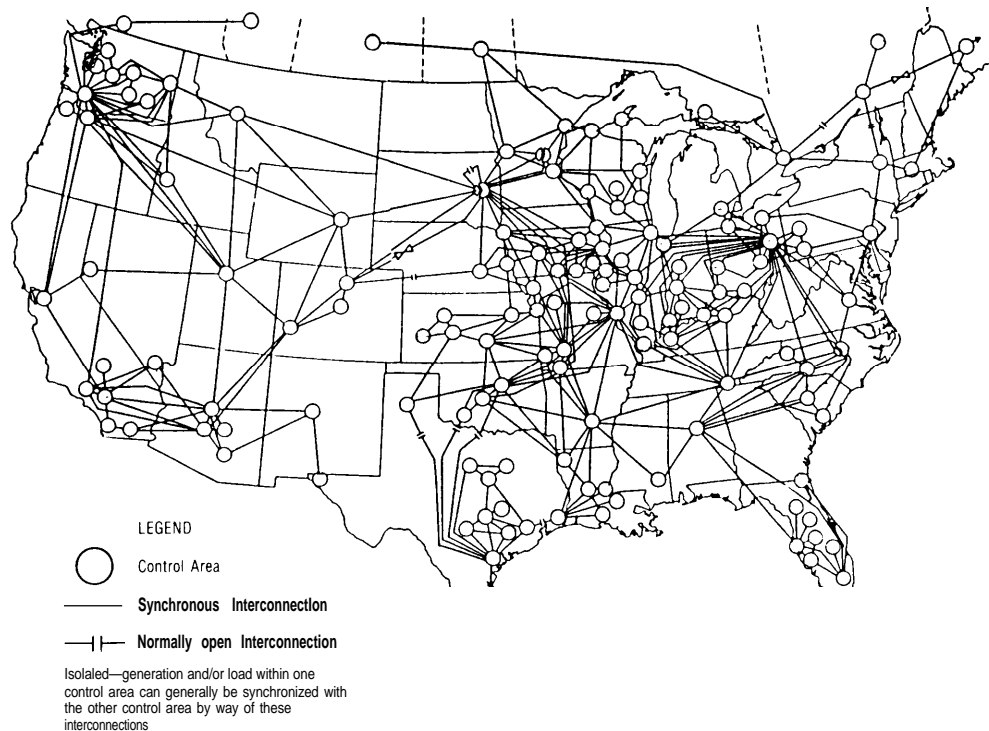 LEGEND
Control Area
Synchronous Interconnectlon
Normally open Interconnection
Isolaled—generation and/or load within one
control area can generally be synchronized with
the other control area by way of these
interconnections